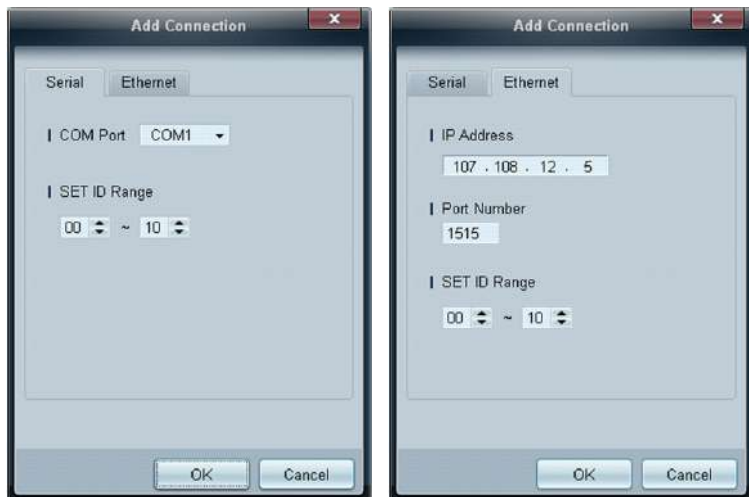 Add Connection
Serial Ethernet
COM Port COM1
SET ID Range
00 ~ 10
OK Cancel
Add Connection
Serial Ethernet
IP Address
107 . 108 . 12 . 5
Port Number
1515
SET ID Range
00 ~ 10
OK Cancel